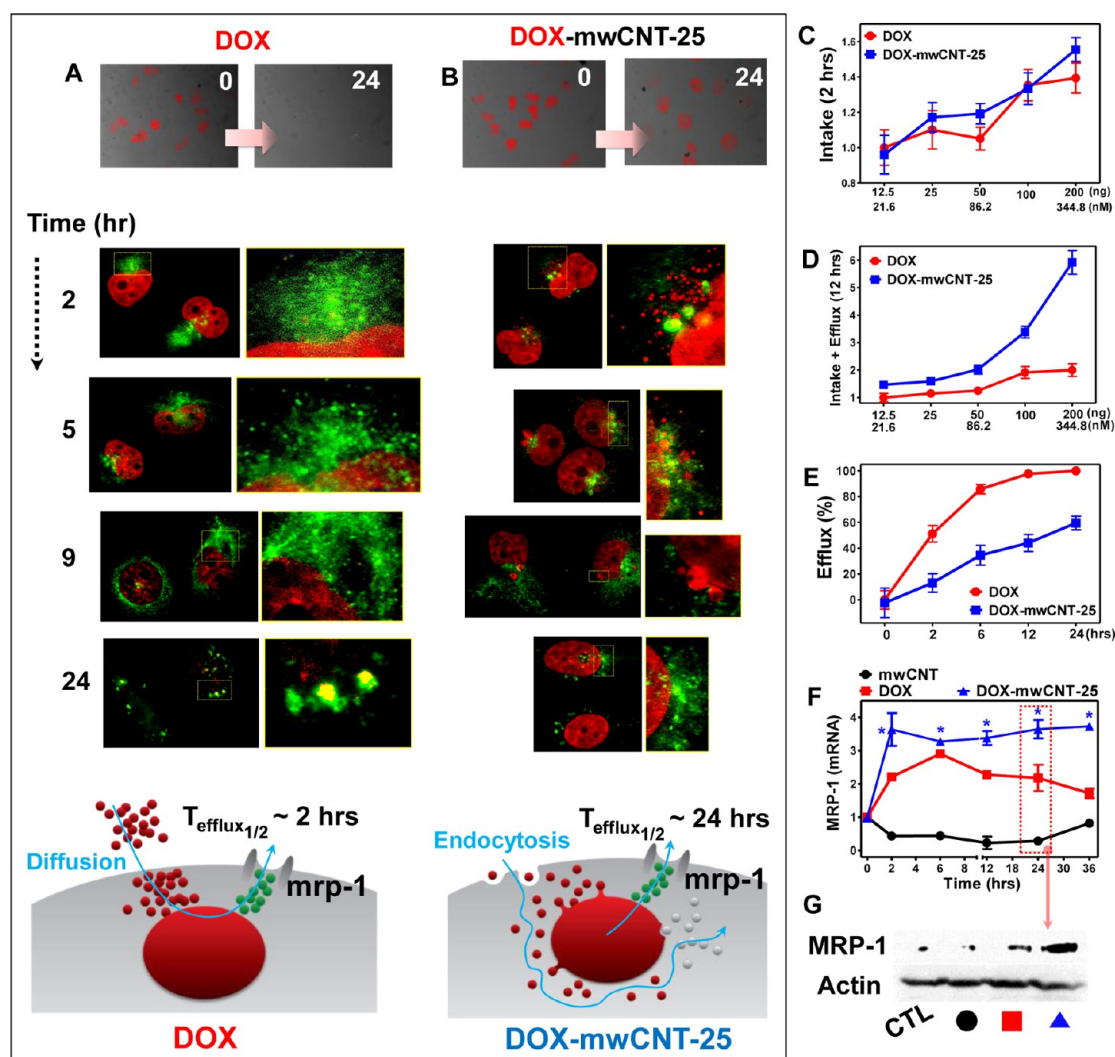 DOX
DOX-mwCNT-25
A
0
24
B
0
24
Time (hr)
2
5
9
24
Diffusion
Tefflux1/2 ~ 2 hrs
mrp-1
DOX
Endocytosis
Tefflux1/2 ~ 24 hrs
mrp-1
DOX-mwCNT-25
C
DOX
DOX-mwCNT-25
Intake (2 hrs)
1.6
1.4
1.2
1.0
0.8
12.5 25 50 100 200 (ng)
21.6 86.2 344.8 (nM)
D
DOX
DOX-mwCNT-25
Intake + Efflux (12 hrs)
6
5
4
3
2
1
12.5 25 50 100 200 (ng)
21.6 86.2 344.8 (nM)
E
Efflux (%)
100
80
60
40
20
0
DOX
DOX-mwCNT-25
0 2 6 12 24 (hrs)
F
mwCNT
DOX
DOX-mwCNT-25
MRP-1 (mRNA)
4
3
2
1
0
* * * * *
0 2 6 12 24 36
Time (hrs)
G
MRP-1
Actin
CTL